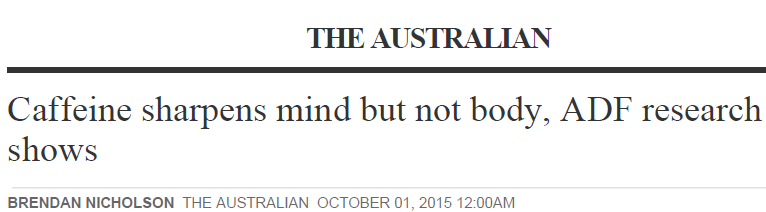 THE AUSTRALIAN
Caffeine sharpens mind but not body, ADF research
shows
BRENDAN NICHOLSON THE AUSTRALIAN OCTOBER 01, 2015 12:00AM